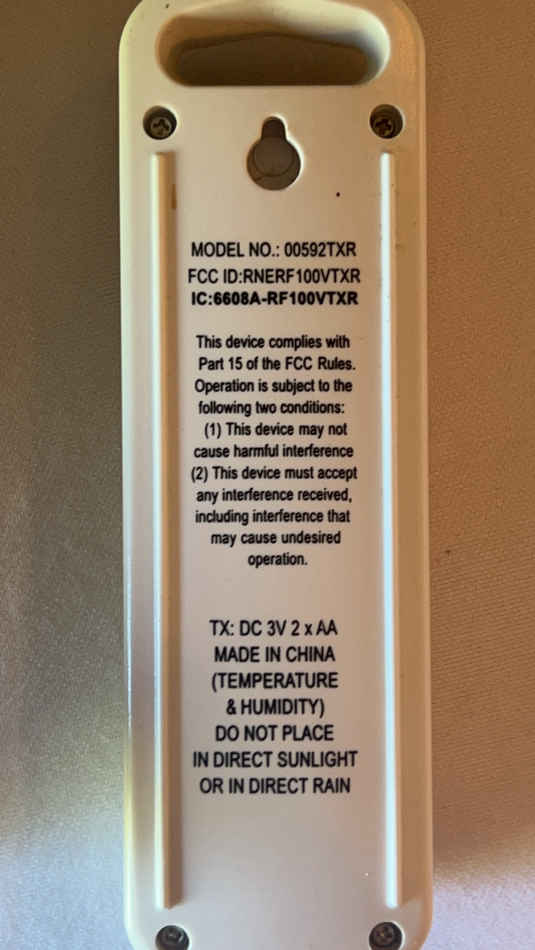 MODEL NO.: 00592TXR
FCC ID:RNERF100VTXR
IC:6608A-RF100VTXR
This device complies with
Part 15 of the FCC Rules.
Operation is subject to the
following two conditions:
(1) This device may not
cause harmful interference
(2) This device must accept
any interference received,
including interference that
may cause undesired
operation.
TX: DC 3V 2 x AA
MADE IN CHINA
(TEMPERATURE
& HUMIDITY)
DO NOT PLACE
IN DIRECT SUNLIGHT
OR IN DIRECT RAIN